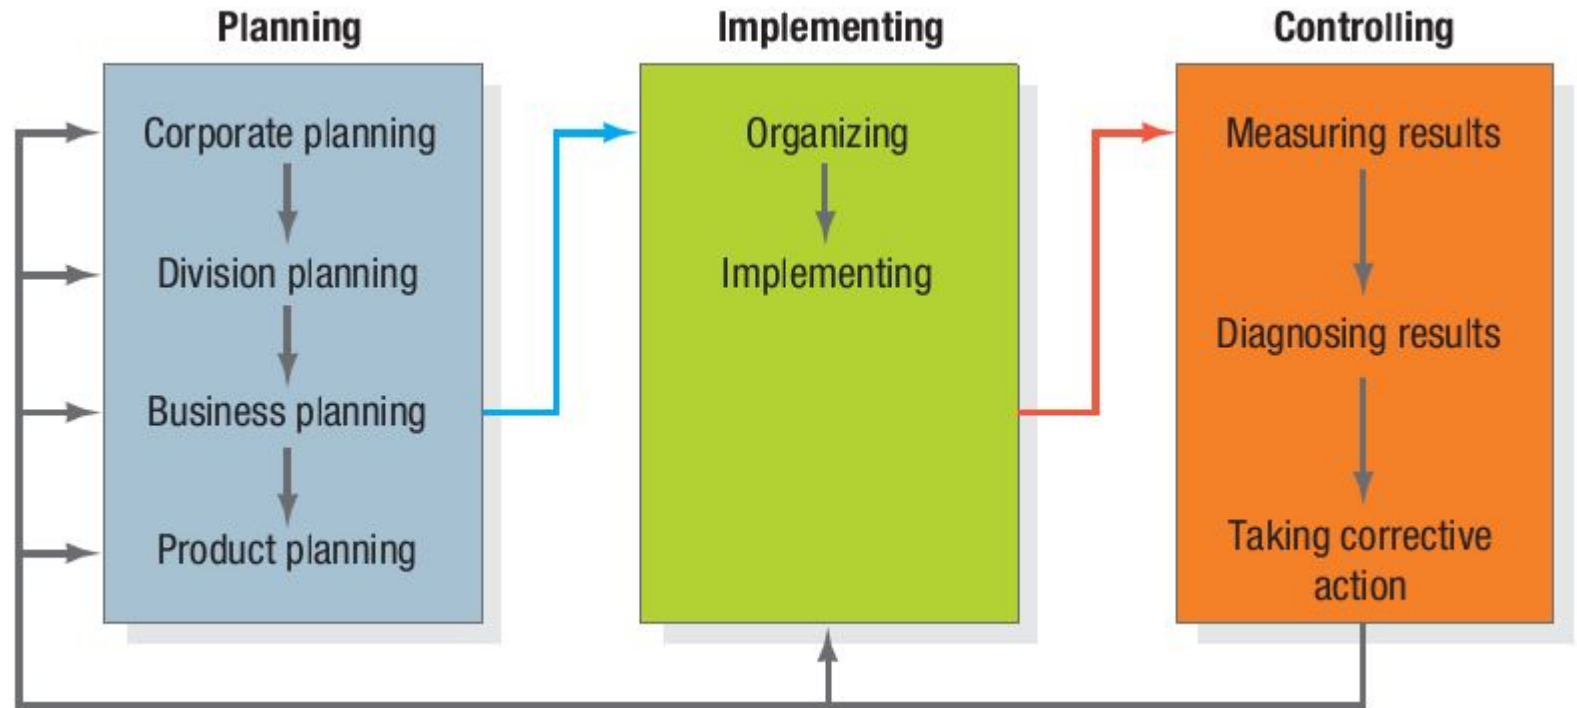 Planning
Corporate planning
Division planning
Business planning
Product planning
Implementing
Organizing
Implementing
Controlling
Measuring results
Diagnosing results
Taking corrective
action